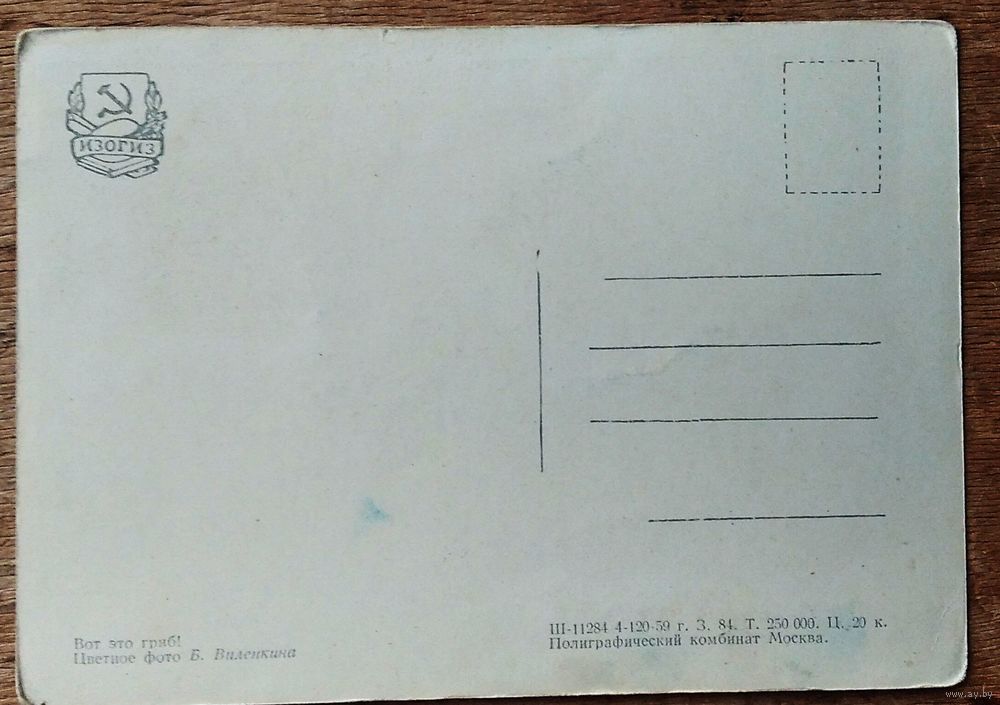 ИЗОГИЗ
Вот это гриб!
Цветное фото Б. Виленкина
Ш-11284 4-120-59 г. З. 84. Т. 250 000. Ц. 20 к.
Полиграфический комбинат Москва.
www.ay.by